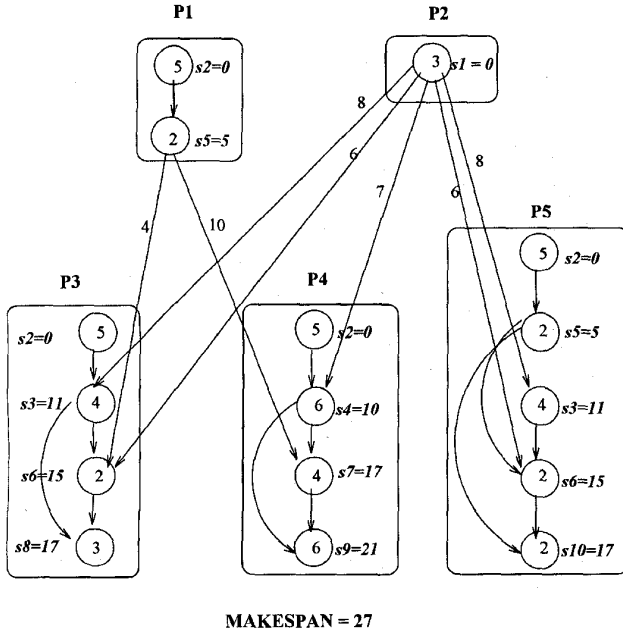 P1
P2
5 s2=0
3 s1 = 0
2 s5=5
8
6
7
6
8
4
10
P3
P4
P5
5 s2=0
2 s5=5
s2=0 5
5 s2=0
s3=11 4
6 s4=10
4 s3=11
s6=15 2
4 s7=17
2 s6=15
s8=17 3
6 s9=21
2 s10=17
MAKESPAN = 27